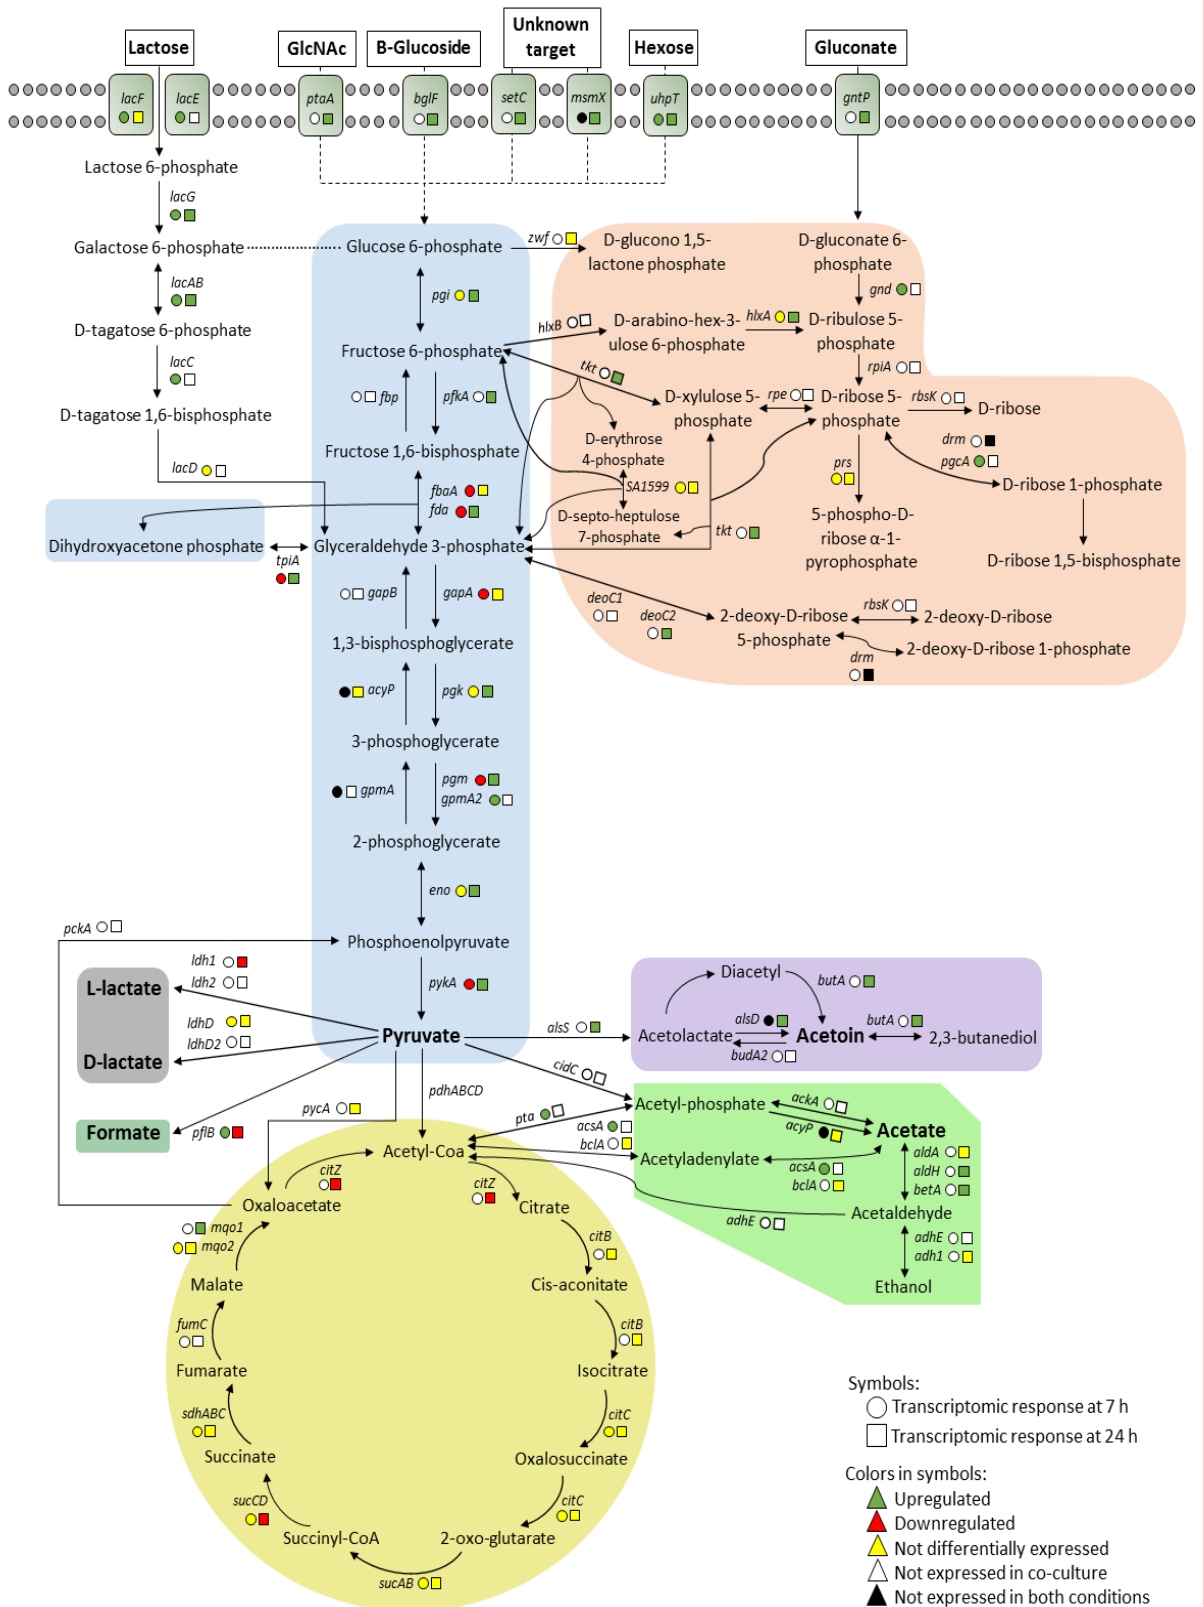 Lactose
GlcNAc
B-Glucoside
Unknown
target
Hexose
Gluconate
lacF
lacE
ptaA
bglF
setC
msmX
uhpT
gntP
Lactose 6-phosphate
lacG
Galactose 6-phosphate
Glucose 6-phosphate
zwf
D-glucono 1,5-
lactone phosphate
D-gluconate 6-
phosphate
lacAB
pgi
gnd
D-tagatose 6-phosphate
hlxB
D-arabino-hex-3-
ulose 6-phosphate
hlxA
D-ribulose 5-
phosphate
Fructose 6-phosphate
lacC
tkt
rpiA
fbp
pfkA
D-xylulose 5-
phosphate
rpe
D-ribose 5-
phosphate
rbsK
D-ribose
D-tagatose 1,6-bisphosphate
Fructose 1,6-bisphosphate
D-erythrose
4-phosphate
drm
pgcA
lacD
prs
fbaA
fda
SA1599
D-ribose 1-phosphate
D-septo-heptulose
7-phosphate
5-phospho-D-
ribose α-1-
pyrophosphate
tkt
Dihydroxyacetone phosphate
Glyceraldehyde 3-phosphate
tpiA
D-ribose 1,5-bisphosphate
gapB
gapA
deoC1
deoC2
2-deoxy-D-ribose
5-phosphate
rbsK
2-deoxy-D-ribose
1,3-bisphosphoglycerate
2-deoxy-D-ribose 1-phosphate
drm
acyP
pgk
3-phosphoglycerate
gpmA
pgm
gpmA2
2-phosphoglycerate
eno
pckA
Phosphoenolpyruvate
ldh1
ldh2
L-lactate
pykA
Diacetyl
butA
ldhD
ldhD2
D-lactate
Pyruvate
alsS
Acetolactate
alsD
budA2
Acetoin
butA
2,3-butanediol
cidC
pdhABCD
pycA
Formate
pflB
pta
acsA
bclA
Acetyl-phosphate
ackA
acyP
Acetate
Acetyl-Coa
Acetyladenylate
acsA
bclA
aldA
aldH
betA
citZ
citZ
Oxaloacetate
Citrate
adhE
Acetaldehyde
mqo1
mqo2
citB
adhE
adh1
Malate
Cis-aconitate
Ethanol
fumC
citB
Fumarate
Isocitrate
sdhABC
citC
Succinate
Oxalosuccinate
sucCD
citC
Succinyl-CoA
2-oxo-glutarate
sucAB
Symbols:
Transcriptomic response at 7 h
Transcriptomic response at 24 h
Colors in symbols:
Upregulated
Downregulated
Not differentially expressed
Not expressed in co-culture
Not expressed in both conditions